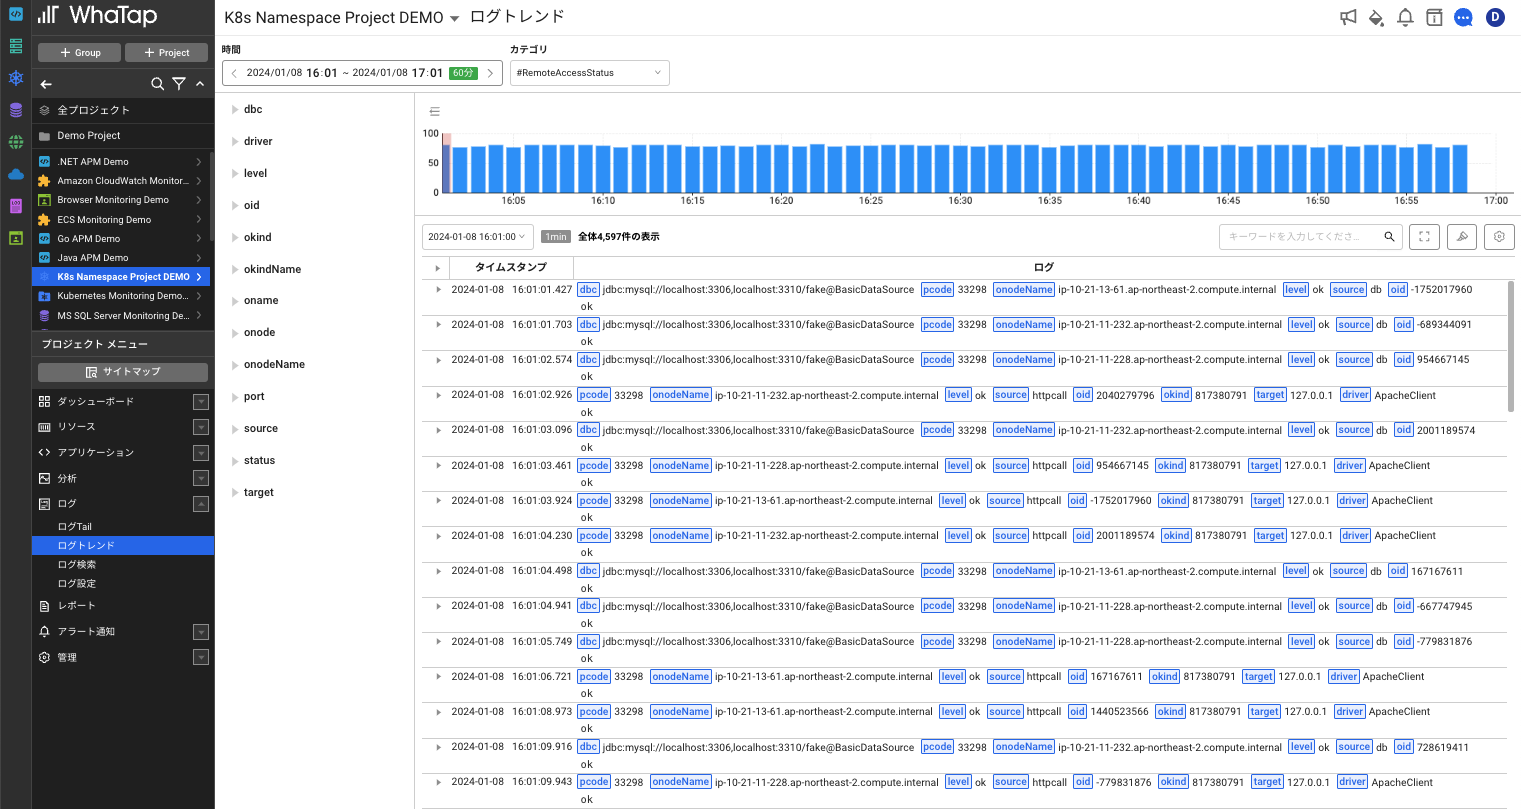 WhaTap
K8s Namespace Project DEMO ログトレンド
D
+ Group
+ Project
全プロジェクト
Demo Project
.NET APM Demo
Amazon CloudWatch Monitor...
Browser Monitoring Demo
ECS Monitoring Demo
Go APM Demo
Java APM Demo
K8s Namespace Project DEMO
Kubernetes Monitoring Demo...
MS SQL Server Monitoring De...
プロジェクト メニュー
サイトマップ
ダッシューボード
リソース
アプリケーション
分析
ログ
ログTail
ログトレンド
ログ検索
ログ設定
レポート
アラート通知
管理
時間
2024/01/08 16:01 ~ 2024/01/08 17:01 60分
カテゴリ
#RemoteAccessStatus
dbc
driver
level
oid
okind
okindName
oname
onode
onodeName
port
source
status
target
100
50
0
16:05 16:10 16:15 16:20 16:25 16:30 16:35 16:40 16:45 16:50 16:55 17:00
2024-01-08 16:01:00 1min 全体4,597件の表示
キーワードを入力してくださ...
タイムスタンプ ログ
2024-01-08 16:01:01.427 dbc jdbc:mysql://localhost:3306,localhost:3310/fake@BasicDataSource pcode 33298 onodeName ip-10-21-13-61.ap-northeast-2.compute.internal level ok source db oid -1752017960
ok
2024-01-08 16:01:01.703 dbc jdbc:mysql://localhost:3306,localhost:3310/fake@BasicDataSource pcode 33298 onodeName ip-10-21-11-232.ap-northeast-2.compute.internal level ok source db oid -689344091
ok
2024-01-08 16:01:02.574 dbc jdbc:mysql://localhost:3306,localhost:3310/fake@BasicDataSource pcode 33298 onodeName ip-10-21-11-228.ap-northeast-2.compute.internal level ok source db oid 954667145
ok
2024-01-08 16:01:02.926 pcode 33298 onodeName ip-10-21-11-232.ap-northeast-2.compute.internal level ok source httpcall oid 2040279796 okind 817380791 target 127.0.0.1 driver ApacheClient
ok
2024-01-08 16:01:03.096 dbc jdbc:mysql://localhost:3306,localhost:3310/fake@BasicDataSource pcode 33298 onodeName ip-10-21-11-232.ap-northeast-2.compute.internal level ok source db oid 2001189574
ok
2024-01-08 16:01:03.461 pcode 33298 onodeName ip-10-21-11-228.ap-northeast-2.compute.internal level ok source httpcall oid 954667145 okind 817380791 target 127.0.0.1 driver ApacheClient
ok
2024-01-08 16:01:03.924 pcode 33298 onodeName ip-10-21-13-61.ap-northeast-2.compute.internal level ok source httpcall oid -1752017960 okind 817380791 target 127.0.0.1 driver ApacheClient
ok
2024-01-08 16:01:04.230 pcode 33298 onodeName ip-10-21-11-232.ap-northeast-2.compute.internal level ok source httpcall oid 2001189574 okind 817380791 target 127.0.0.1 driver ApacheClient
ok
2024-01-08 16:01:04.498 dbc jdbc:mysql://localhost:3306,localhost:3310/fake@BasicDataSource pcode 33298 onodeName ip-10-21-13-61.ap-northeast-2.compute.internal level ok source db oid 167167611
ok
2024-01-08 16:01:04.941 dbc jdbc:mysql://localhost:3306,localhost:3310/fake@BasicDataSource pcode 33298 onodeName ip-10-21-11-228.ap-northeast-2.compute.internal level ok source db oid -667747945
ok
2024-01-08 16:01:05.749 dbc jdbc:mysql://localhost:3306,localhost:3310/fake@BasicDataSource pcode 33298 onodeName ip-10-21-11-228.ap-northeast-2.compute.internal level ok source db oid -779831876
ok
2024-01-08 16:01:06.721 pcode 33298 onodeName ip-10-21-13-61.ap-northeast-2.compute.internal level ok source httpcall oid 167167611 okind 817380791 target 127.0.0.1 driver ApacheClient
ok
2024-01-08 16:01:08.973 pcode 33298 onodeName ip-10-21-13-61.ap-northeast-2.compute.internal level ok source httpcall oid 1440523566 okind 817380791 target 127.0.0.1 driver ApacheClient
ok
2024-01-08 16:01:09.916 dbc jdbc:mysql://localhost:3306,localhost:3310/fake@BasicDataSource pcode 33298 onodeName ip-10-21-11-232.ap-northeast-2.compute.internal level ok source db oid 728619411
ok
2024-01-08 16:01:09.943 pcode 33298 onodeName ip-10-21-11-228.ap-northeast-2.compute.internal level ok source httpcall oid -779831876 okind 817380791 target 127.0.0.1 driver ApacheClient
ok